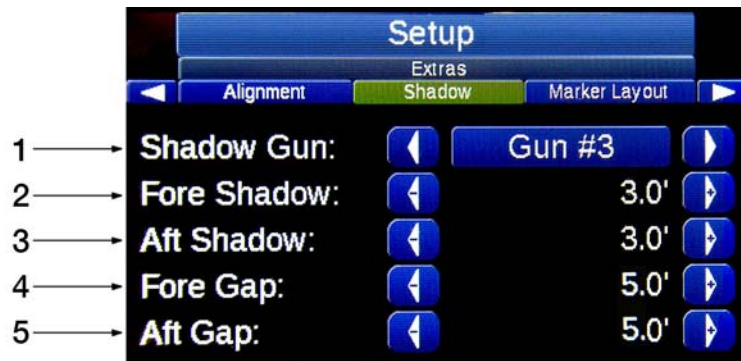 Setup
Extras
Alignment Shadow Marker Layout
1 Shadow Gun: Gun #3
2 Fore Shadow: - 3.0' +
3 Aft Shadow: - 3.0' +
4 Fore Gap: - 5.0' +
5 Aft Gap: - 5.0' +